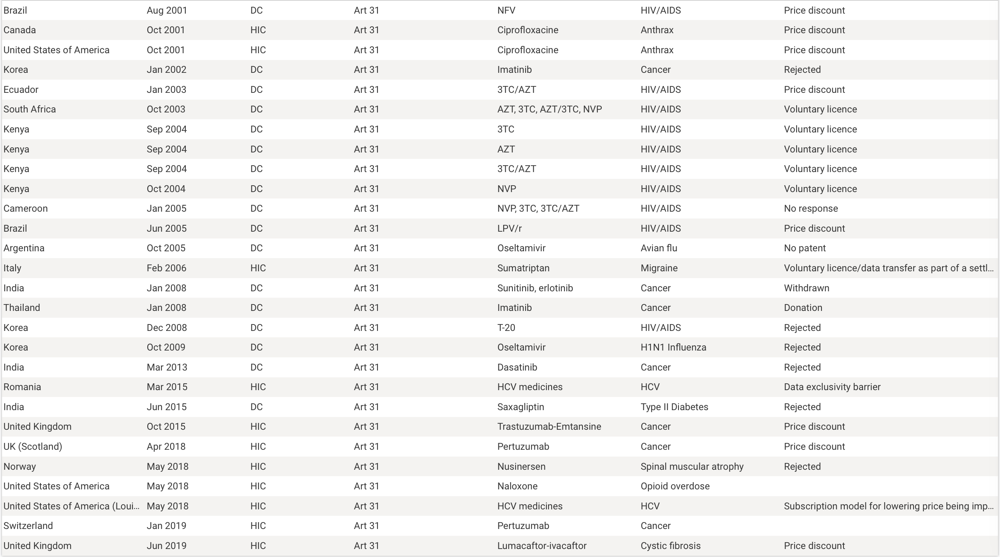 Brazil Aug 2001 DC Art 31 NFV HIV/AIDS Price discount
Canada Oct 2001 HIC Art 31 Ciprofloxacine Anthrax Price discount
United States of America Oct 2001 HIC Art 31 Ciprofloxacine Anthrax Price discount
Korea Jan 2002 DC Art 31 Imatinib Cancer Rejected
Ecuador Jan 2003 DC Art 31 3TC/AZT HIV/AIDS Price discount
South Africa Oct 2003 DC Art 31 AZT, 3TC, AZT/3TC, NVP HIV/AIDS Voluntary licence
Kenya Sep 2004 DC Art 31 3TC HIV/AIDS Voluntary licence
Kenya Sep 2004 DC Art 31 AZT HIV/AIDS Voluntary licence
Kenya Sep 2004 DC Art 31 3TC/AZT HIV/AIDS Voluntary licence
Kenya Oct 2004 DC Art 31 NVP HIV/AIDS Voluntary licence
Cameroon Jan 2005 DC Art 31 NVP, 3TC, 3TC/AZT HIV/AIDS No response
Brazil Jun 2005 DC Art 31 LPV/r HIV/AIDS Price discount
Argentina Oct 2005 DC Art 31 Oseltamivir Avian flu No patent
Italy Feb 2006 HIC Art 31 Sumatriptan Migraine Voluntary licence/data transfer as part of a settl...
India Jan 2008 DC Art 31 Sunitinib, erlotinib Cancer Withdrawn
Thailand Jan 2008 DC Art 31 Imatinib Cancer Donation
Korea Dec 2008 DC Art 31 T-20 HIV/AIDS Rejected
Korea Oct 2009 DC Art 31 Oseltamivir H1N1 Influenza Rejected
India Mar 2013 DC Art 31 Dasatinib Cancer Rejected
Romania Mar 2015 HIC Art 31 HCV medicines HCV Data exclusivity barrier
India Jun 2015 DC Art 31 Saxagliptin Type II Diabetes Rejected
United Kingdom Oct 2015 HIC Art 31 Trastuzumab-Emtansine Cancer Price discount
UK (Scotland) Apr 2018 HIC Art 31 Pertuzumab Cancer Price discount
Norway May 2018 HIC Art 31 Nusinersen Spinal muscular atrophy Rejected
United States of America May 2018 HIC Art 31 Naloxone Opioid overdose
United States of America (Loui... May 2018 HIC Art 31 HCV medicines HCV Subscription model for lowering price being imp...
Switzerland Jan 2019 HIC Art 31 Pertuzumab Cancer
United Kingdom Jun 2019 HIC Art 31 Lumacaftor-ivacaftor Cystic fibrosis Price discount